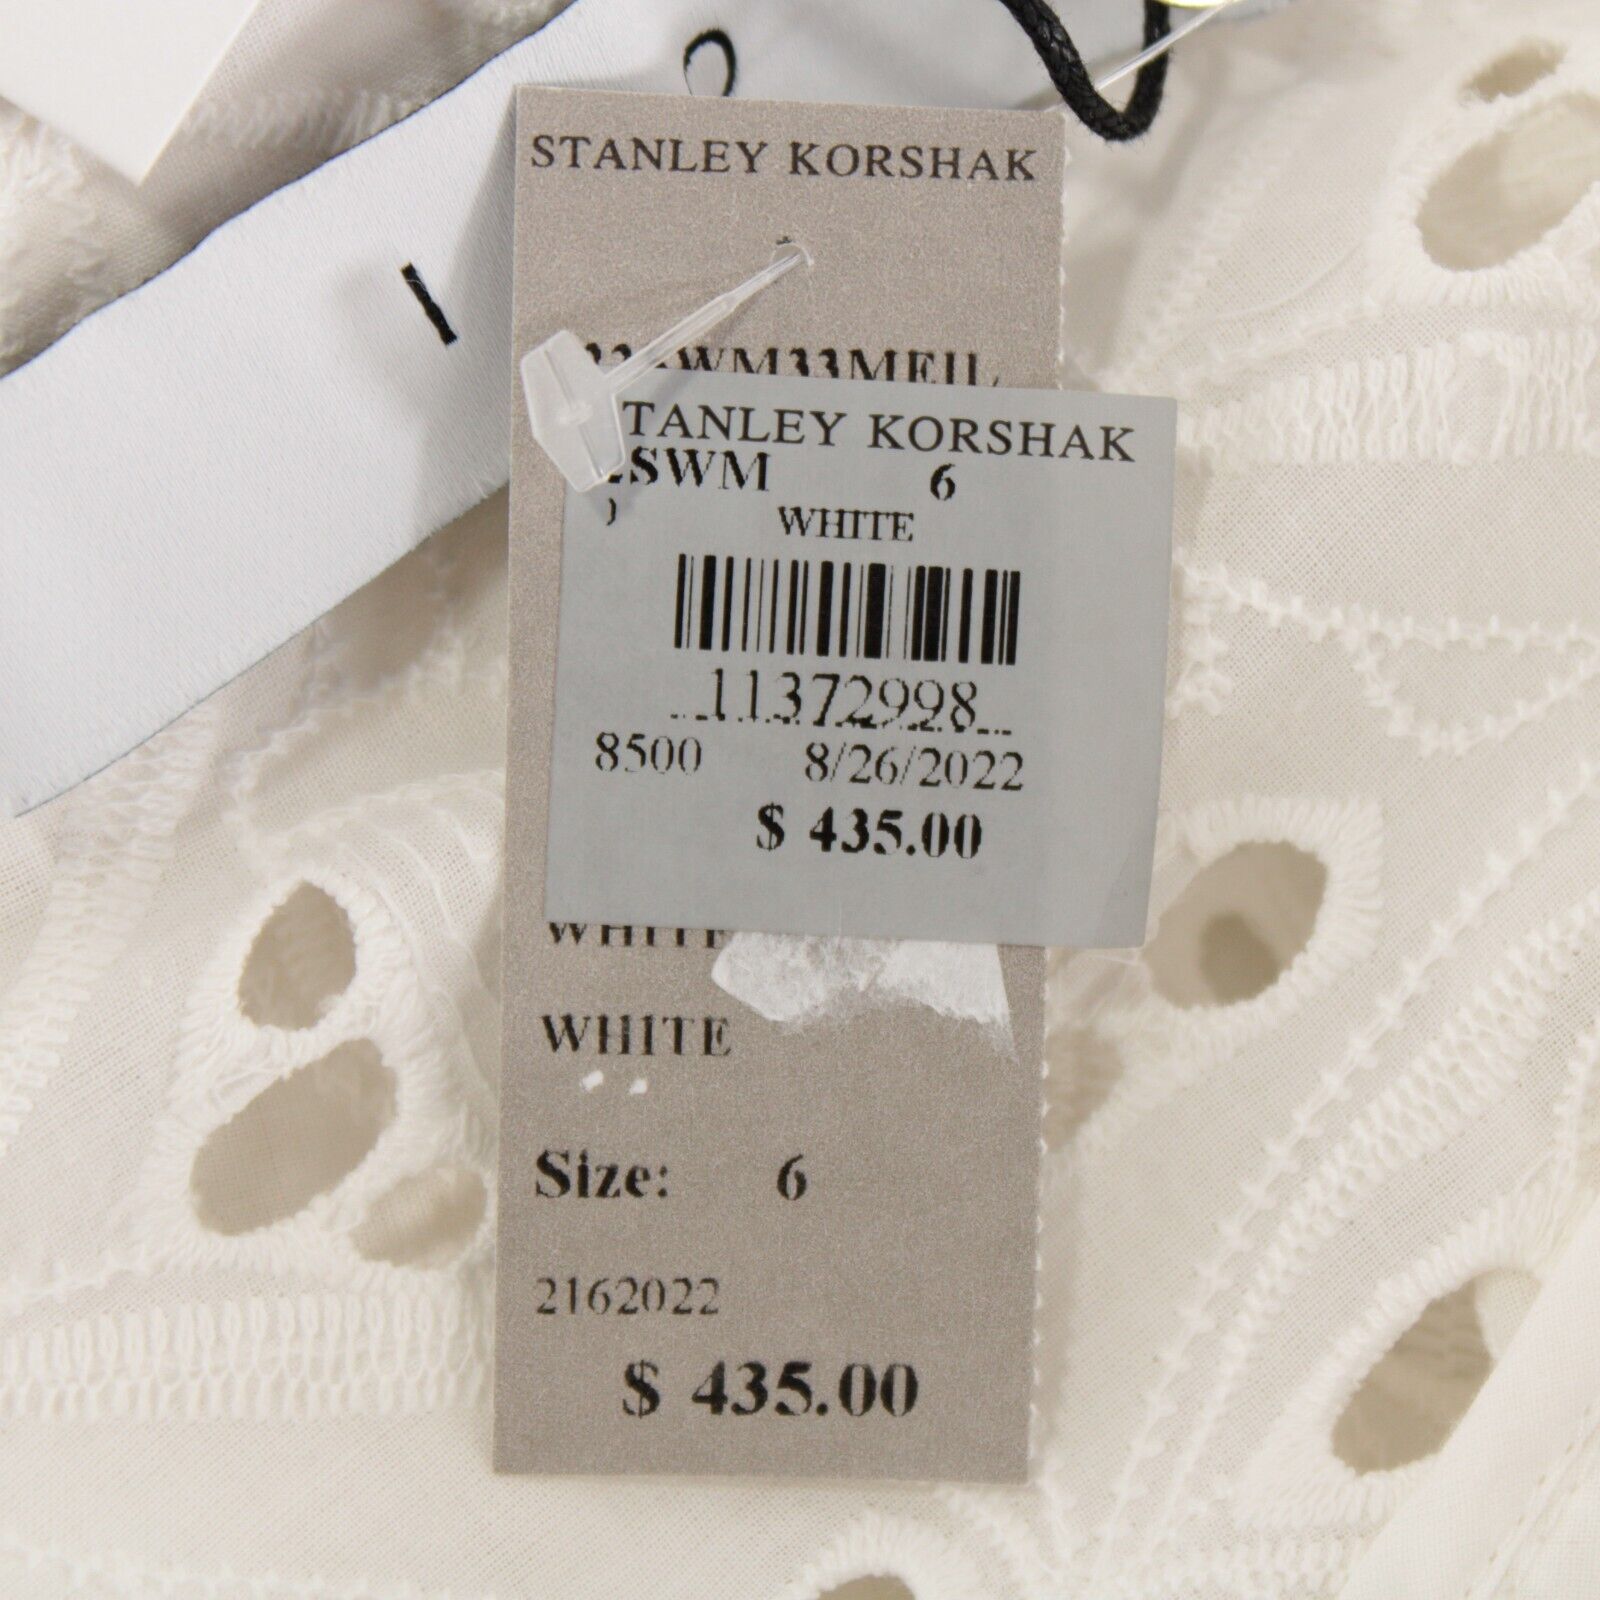 STANLEY KORSHAK
TANLEY KORSHAK
SWM 6
WHITE
11372998
8500 8/26/2022
$ 435.00
WHITE
WHITE
Size: 6
2162022
$ 435.00